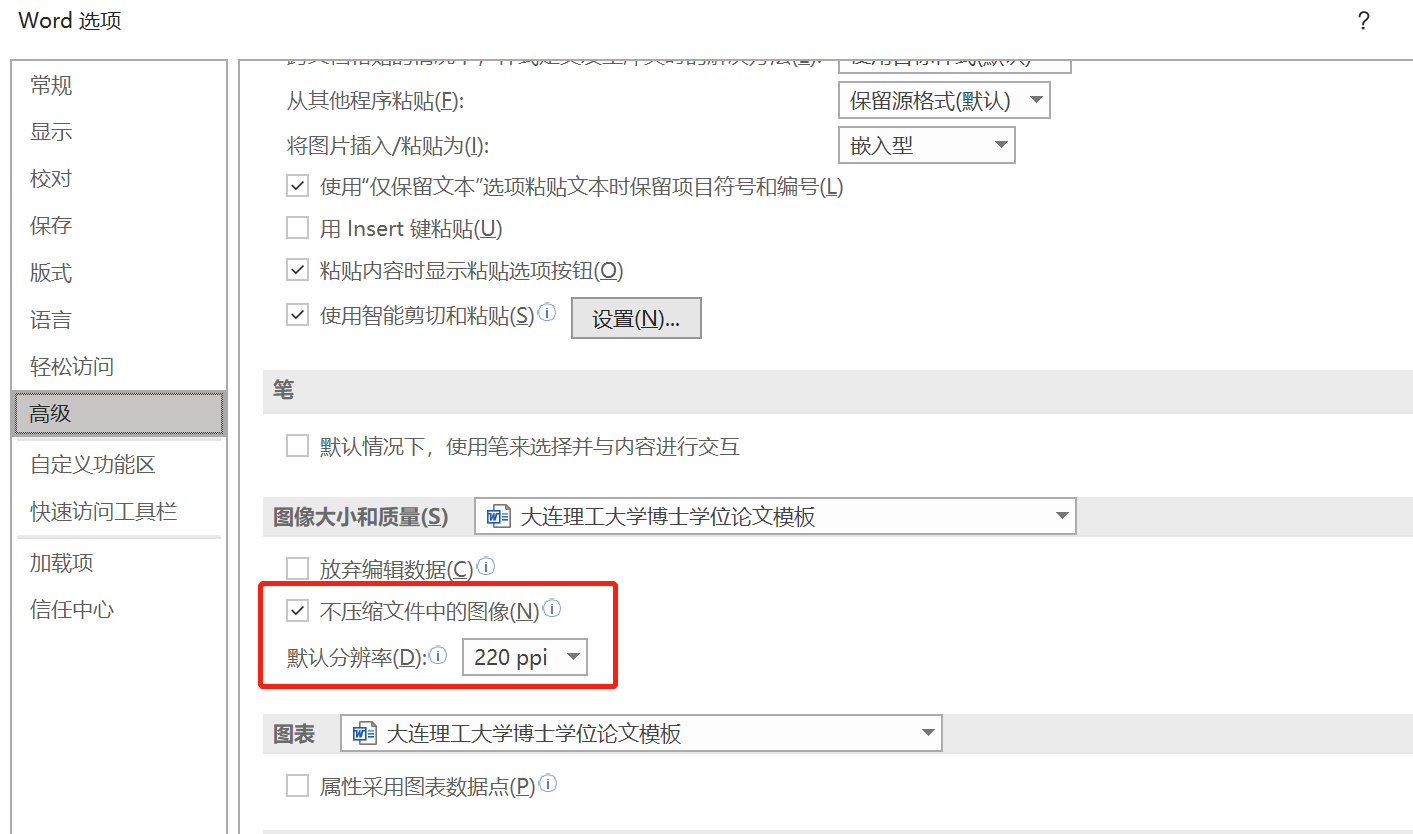 Word 选项
?
常规
显示
校对
保存
版式
语言
轻松访问
高级
自定义功能区
快速访问工具栏
加载项
信任中心
从其他程序粘贴(F):
保留源格式(默认)
将图片插入/粘贴为(I):
嵌入型
使用“仅保留文本”选项粘贴文本时保留项目符号和编号(L)
用 Insert 键粘贴(U)
粘贴内容时显示粘贴选项按钮(O)
使用智能剪切和粘贴(S)
设置(N)...
笔
默认情况下，使用笔来选择并与内容进行交互
图像大小和质量(S)
大连理工大学博士学位论文模板
放弃编辑数据(C)
不压缩文件中的图像(N)
默认分辨率(D):
220 ppi
图表
大连理工大学博士学位论文模板
属性采用图表数据点(P)